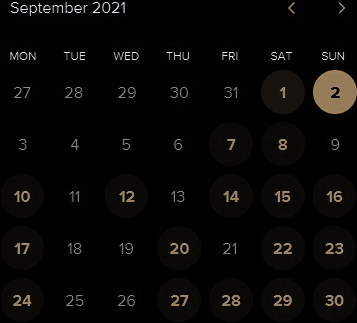 September 2021 < >
MON TUE WED THU FRI SAT SUN
27 28 29 30 31 1 2
3 4 5 6 7 8 9
10 11 12 13 14 15 16
17 18 19 20 21 22 23
24 25 26 27 28 29 30